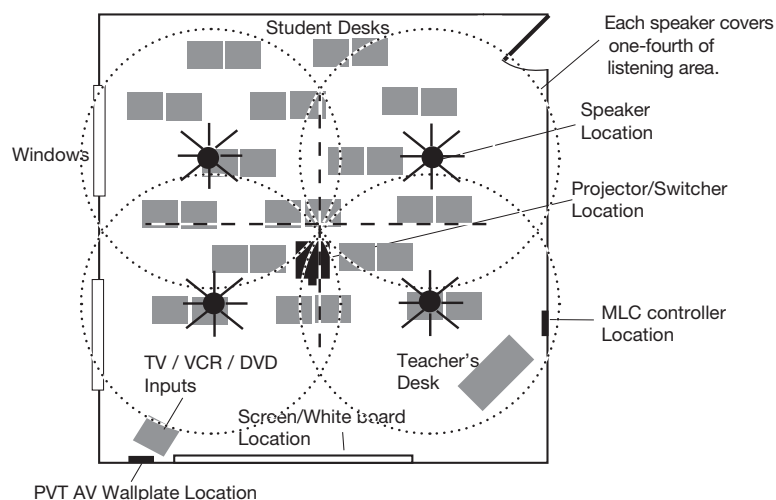 Student Desks
Each speaker covers
one-fourth of
listening area.
Speaker
Location
Windows
Projector/Switcher
Location
MLC controller
Location
TV / VCR / DVD
Inputs
Teacher's
Desk
Screen/White board
Location
PVT AV Wallplate Location